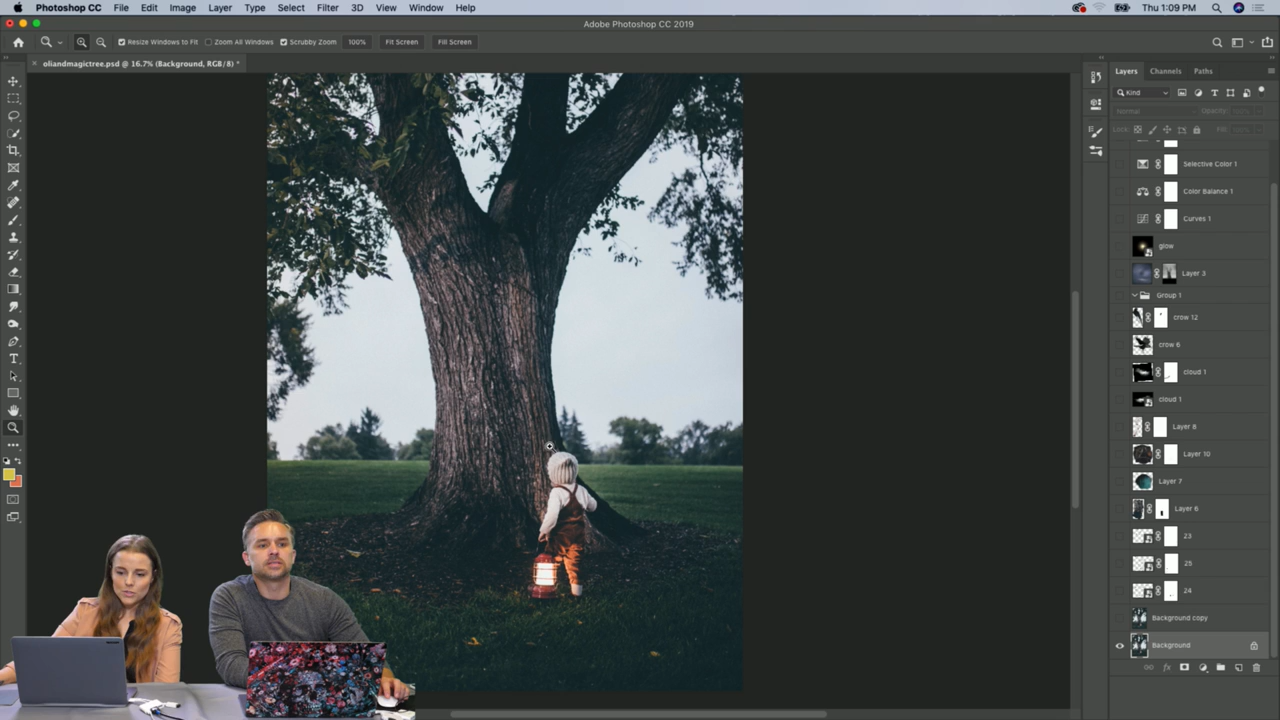 Photoshop CC File Edit Image Layer Type Select Filter 3D View Window Help Thu 1:09 PM
Adobe Photoshop CC 2019
Resize Windows to Fit Zoom All Windows Scrubby Zoom 100% Fit Screen Fill Screen
oliandmagictree.psd @ 16.7% (Background, RGB/8) *
Layers Channels Paths
Kind
Normal Opacity:
Lock: Fill:
Selective Color 1
Color Balance 1
Curves 1
glow
Layer 3
Group 1
crow 12
crow 6
cloud 1
cloud 1
Layer 8
Layer 10
Layer 7
Layer 6
23
25
24
Background copy
Background